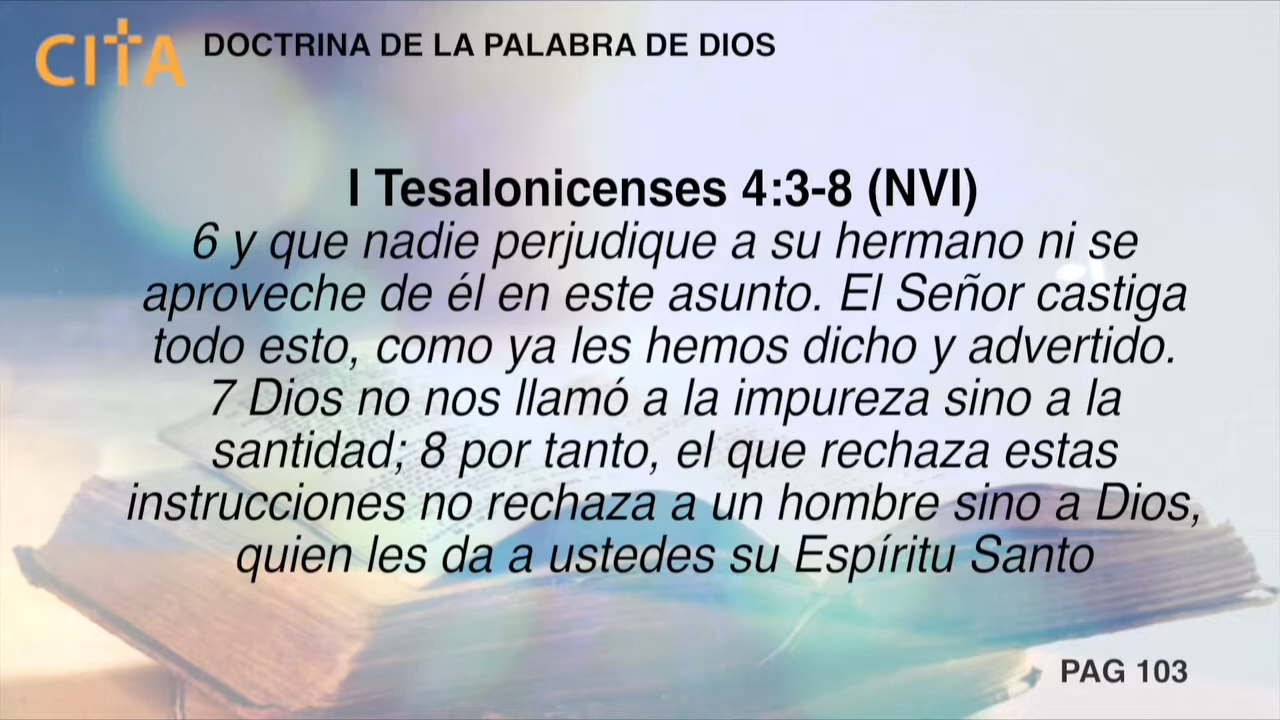 CITA
DOCTRINA DE LA PALABRA DE DIOS
I Tesalonicenses 4:3-8 (NVI)
6 y que nadie perjudique a su hermano ni se
aproveche de él en este asunto. El Señor castiga
todo esto, como ya les hemos dicho y advertido.
7 Dios no nos llamó a la impureza sino a la
santidad; 8 por tanto, el que rechaza estas
instrucciones no rechaza a un hombre sino a Dios,
quien les da a ustedes su Espíritu Santo
PAG 103